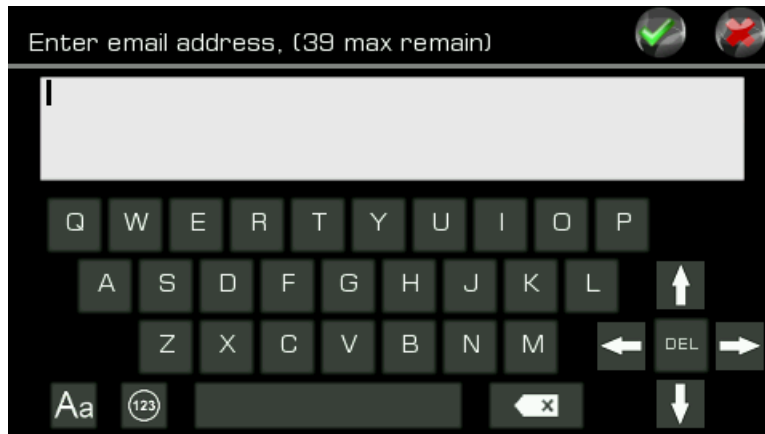 Enter email address, (39 max remain)
Q W E R T Y U I O P
A S D F G H J K L
Z X C V B N M DEL
Aa 123